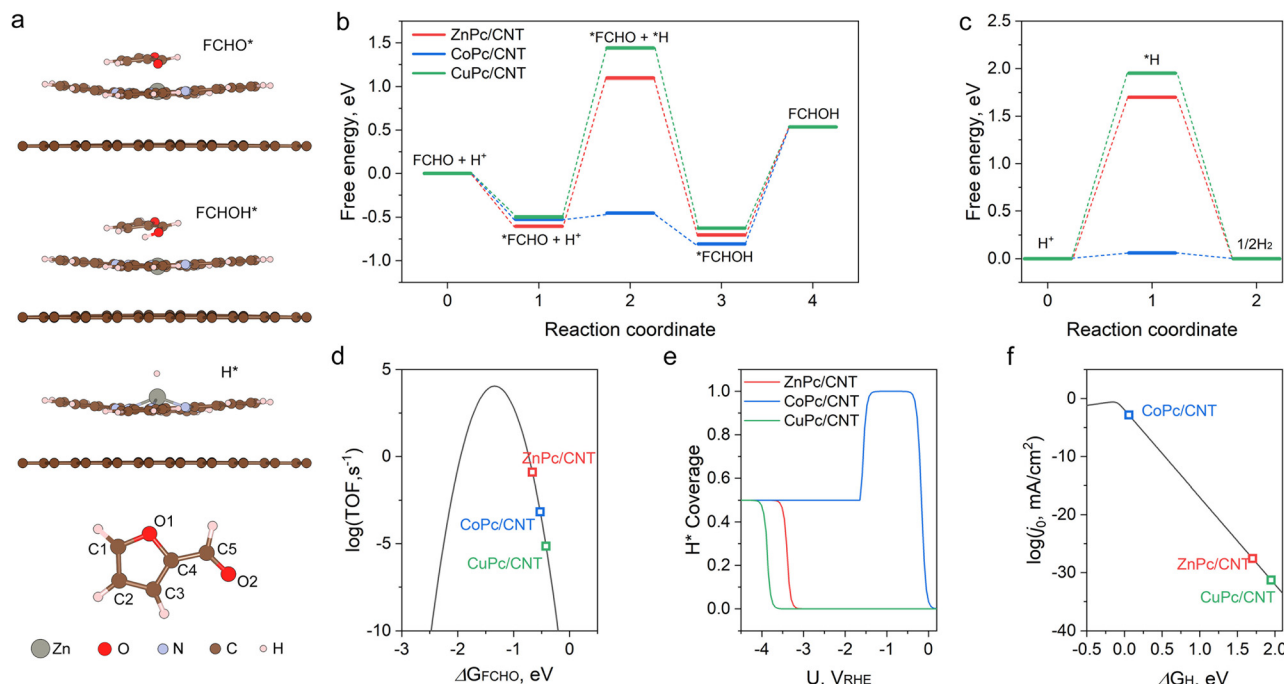 a
FCHO*
FCHOH*
H*
O1
C1
C5
C4
C2
C3
O2
Zn
O
N
C
H
b
ZnPc/CNT
CoPc/CNT
CuPc/CNT
*FCHO + *H
FCHO + H⁺
*FCHO + H⁺
*FCHOH
FCHOH
Free energy, eV
1.5
1.0
0.5
0.0
-0.5
-1.0
0 1 2 3 4
Reaction coordinate
c
*H
H⁺
1/2H₂
Free energy, eV
2.5
2.0
1.5
1.0
0.5
0.0
0 1 2
Reaction coordinate
d
ZnPc/CNT
CoPc/CNT
CuPc/CNT
log(TOF,s⁻¹)
5
0
-5
-10
-3 -2 -1 0
ΔGFCHO, eV
e
ZnPc/CNT
CoPc/CNT
CuPc/CNT
H* Coverage
1.0
0.8
0.6
0.4
0.2
0.0
-4 -3 -2 -1 0
U, VRHE
f
CoPc/CNT
ZnPc/CNT
CuPc/CNT
log(j₀, mA/cm²)
10
0
-10
-20
-30
-40
-0.5 0.0 0.5 1.0 1.5 2.0
ΔGH, eV